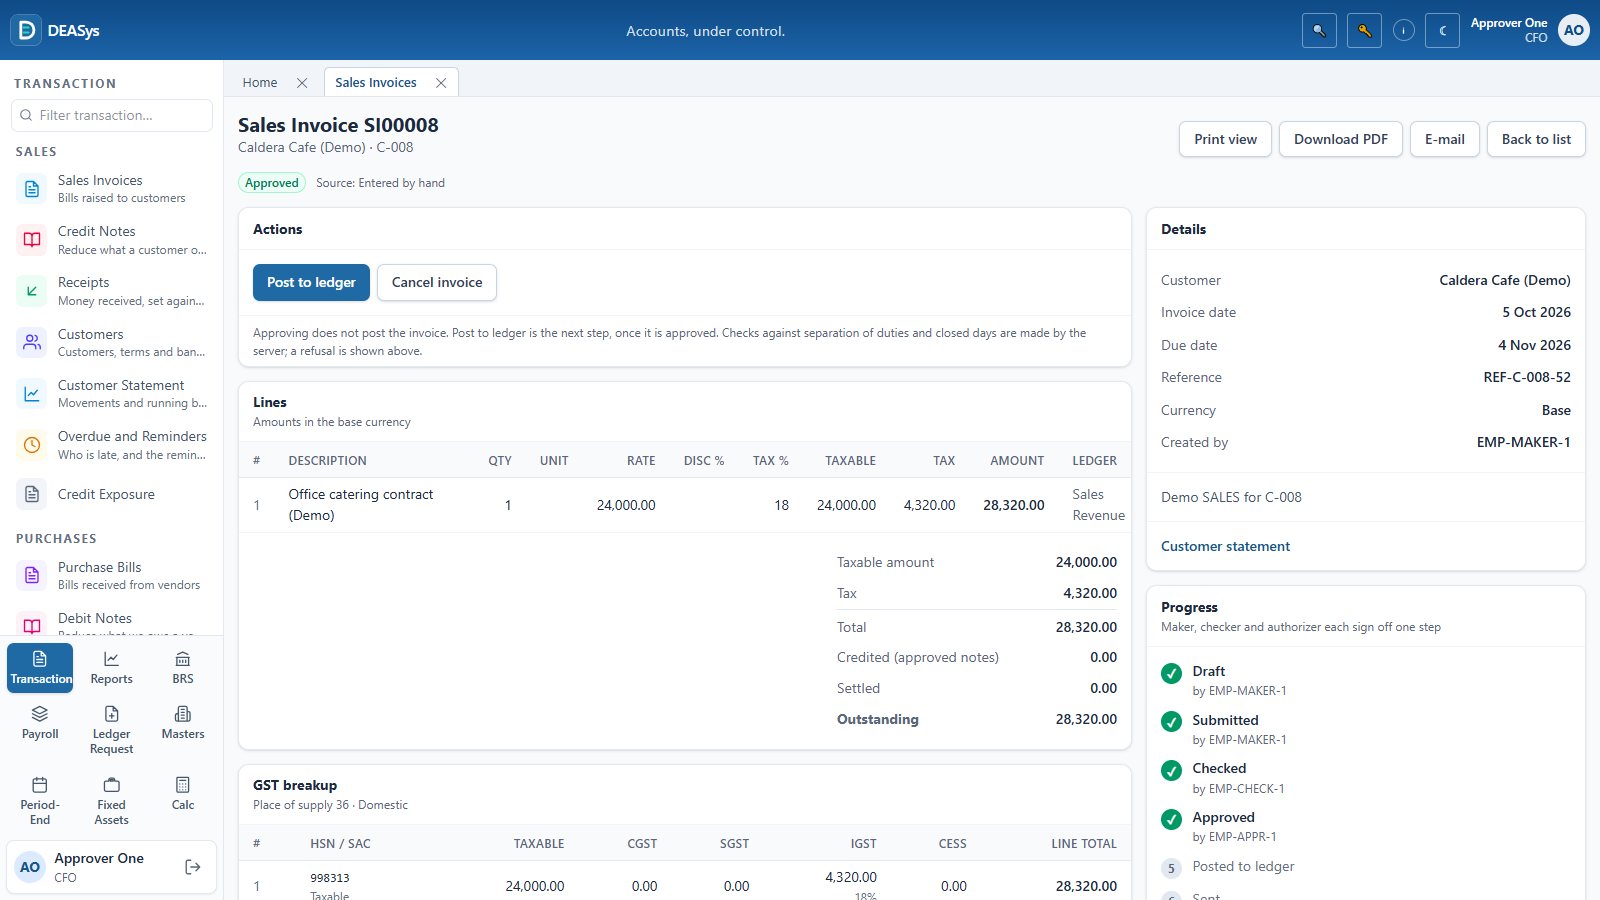 DEASys
Accounts, under control.
Approver One
CFO
AO
TRANSACTION
Filter transaction...
SALES
Sales Invoices
Bills raised to customers
Credit Notes
Reduce what a customer o...
Receipts
Money received, set again...
Customers
Customers, terms and ban...
Customer Statement
Movements and running b...
Overdue and Reminders
Who is late, and the remin...
Credit Exposure
PURCHASES
Purchase Bills
Bills received from vendors
Debit Notes
Transaction
Reports
BRS
Payroll
Ledger
Request
Masters
Period-
End
Fixed
Assets
Calc
AO
Approver One
CFO
Home
Sales Invoices
Sales Invoice SI00008
Caldera Cafe (Demo) · C-008
Approved
Source: Entered by hand
Print view
Download PDF
E-mail
Back to list
Actions
Post to ledger
Cancel invoice
Approving does not post the invoice. Post to ledger is the next step, once it is approved. Checks against separation of duties and closed days are made by the
server; a refusal is shown above.
Lines
Amounts in the base currency
# DESCRIPTION QTY UNIT RATE DISC % TAX % TAXABLE TAX AMOUNT LEDGER
1 Office catering contract (Demo) 1 24,000.00 18 24,000.00 4,320.00 28,320.00 Sales Revenue
Taxable amount 24,000.00
Tax 4,320.00
Total 28,320.00
Credited (approved notes) 0.00
Settled 0.00
Outstanding 28,320.00
GST breakup
Place of supply 36 · Domestic
# HSN / SAC TAXABLE CGST SGST IGST CESS LINE TOTAL
1 998313 24,000.00 0.00 0.00 4,320.00 0.00 28,320.00
Taxable 18%
Details
Customer Caldera Cafe (Demo)
Invoice date 5 Oct 2026
Due date 4 Nov 2026
Reference REF-C-008-52
Currency Base
Created by EMP-MAKER-1
Demo SALES for C-008
Customer statement
Progress
Maker, checker and authorizer each sign off one step
Draft
by EMP-MAKER-1
Submitted
by EMP-MAKER-1
Checked
by EMP-CHECK-1
Approved
by EMP-APPR-1
5 Posted to ledger
Sent